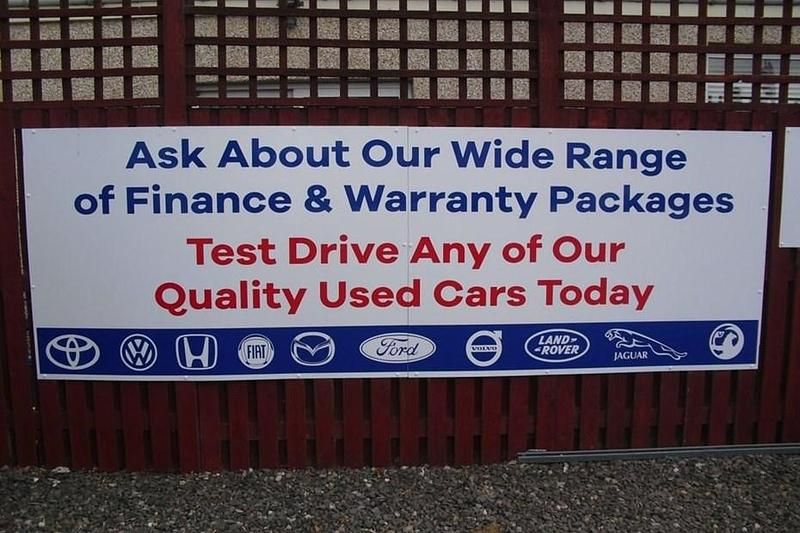 Ask About Our Wide Range
of Finance & Warranty Packages
Test Drive Any of Our
Quality Used Cars Today
FIAT Ford VOLVO LAND-ROVER JAGUAR